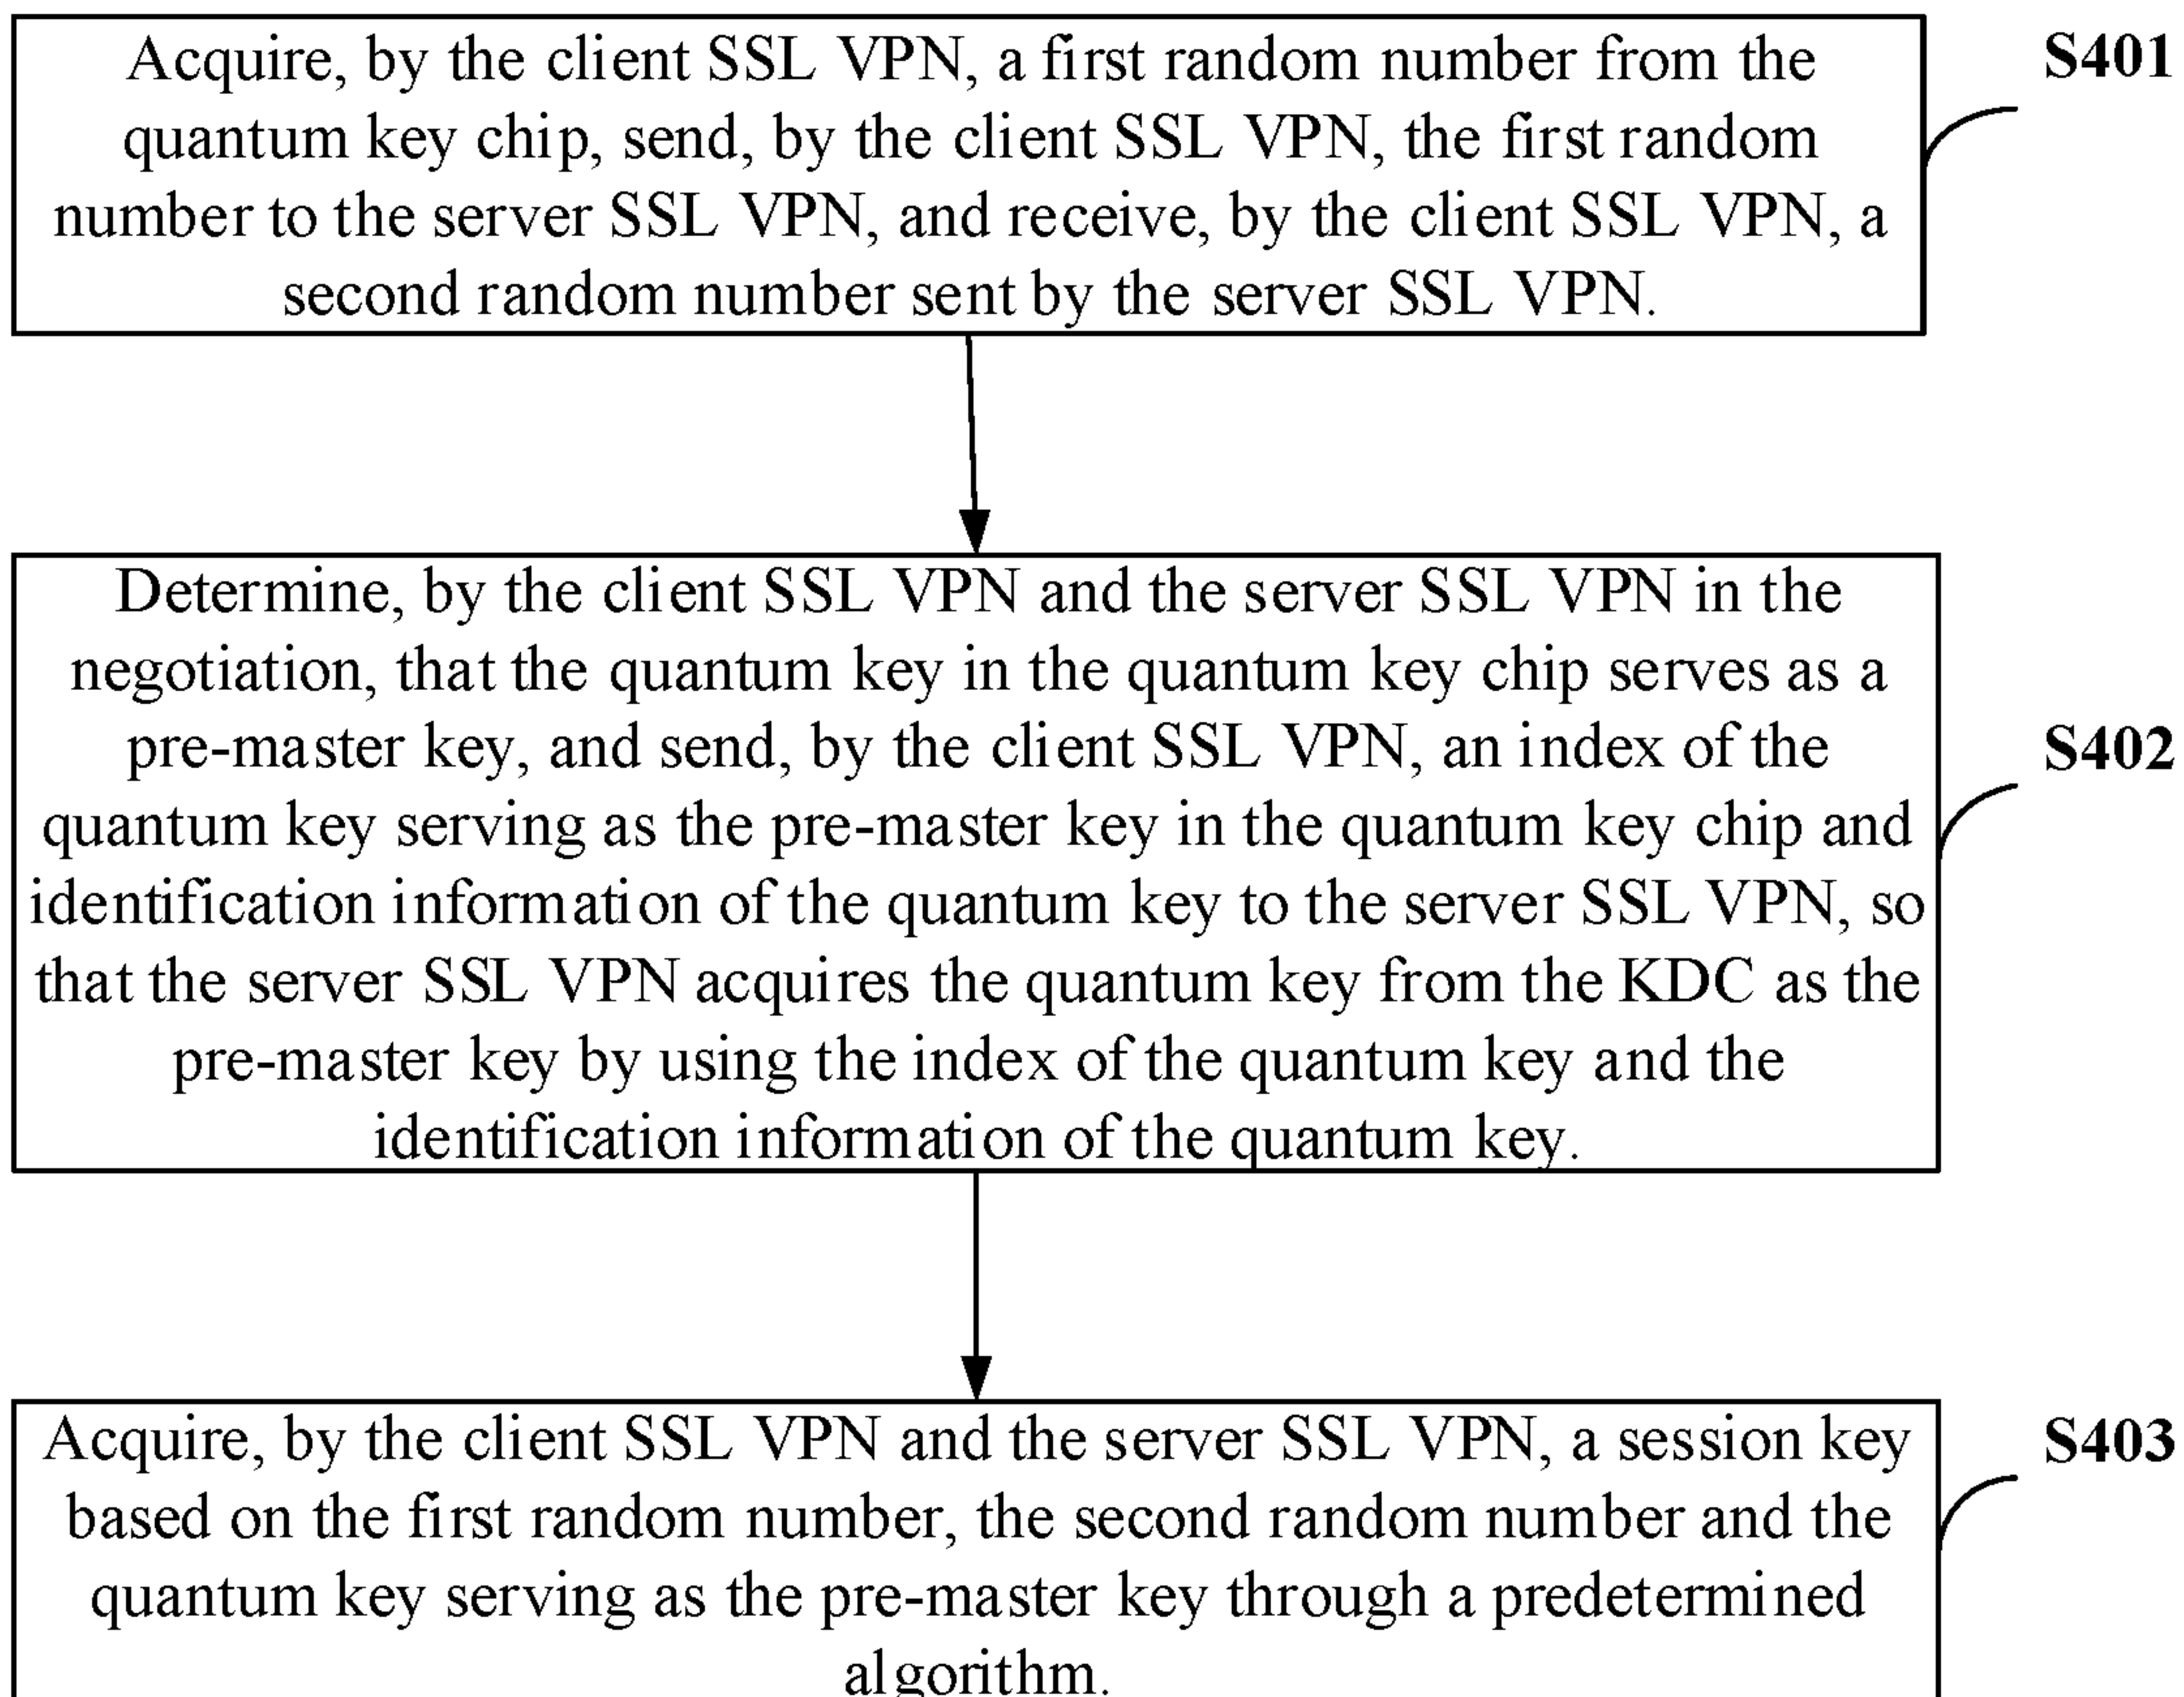 Acquire, by the client SSL VPN, a first random number from the
quantum key chip, send, by the client SSL VPN, the first random
number to the server SSL VPN, and receive, by the client SSL VPN, a
second random number sent by the server SSL VPN.
S401
Determine, by the client SSL VPN and the server SSL VPN in the
negotiation, that the quantum key in the quantum key chip serves as a
pre-master key, and send, by the client SSL VPN, an index of the
quantum key serving as the pre-master key in the quantum key chip and
identification information of the quantum key to the server SSL VPN, so
that the server SSL VPN acquires the quantum key from the KDC as the
pre-master key by using the index of the quantum key and the
identification information of the quantum key.
S402
Acquire, by the client SSL VPN and the server SSL VPN, a session key
based on the first random number, the second random number and the
quantum key serving as the pre-master key through a predetermined
algorithm.
S403